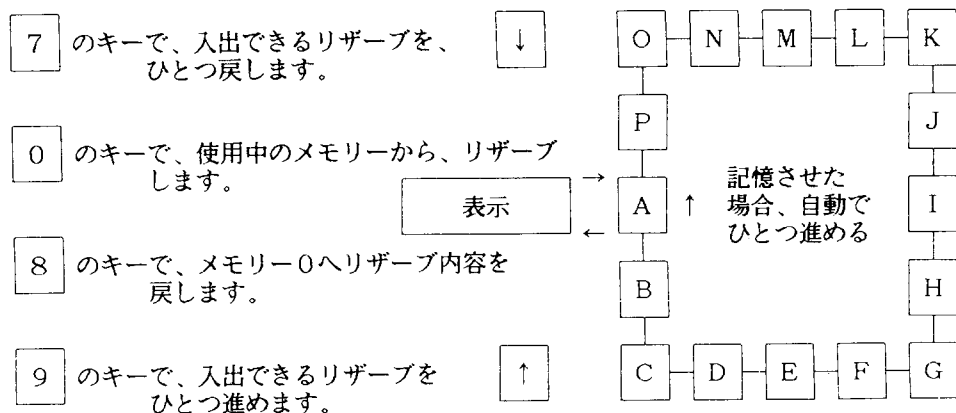 7 のキーで、入出できるリザーブを、
ひとつ戻します。
↓
0 のキーで、使用中のメモリーから、リザーブ
します。
表示
→
←
8 のキーで、メモリー0へリザーブ内容を
戻します。
9 のキーで、入出できるリザーブを
ひとつ進めます。
↑
O N M L K
P
J
A
↑
記憶させた
場合、自動で
ひとつ進める
I
B
H
C D E F G